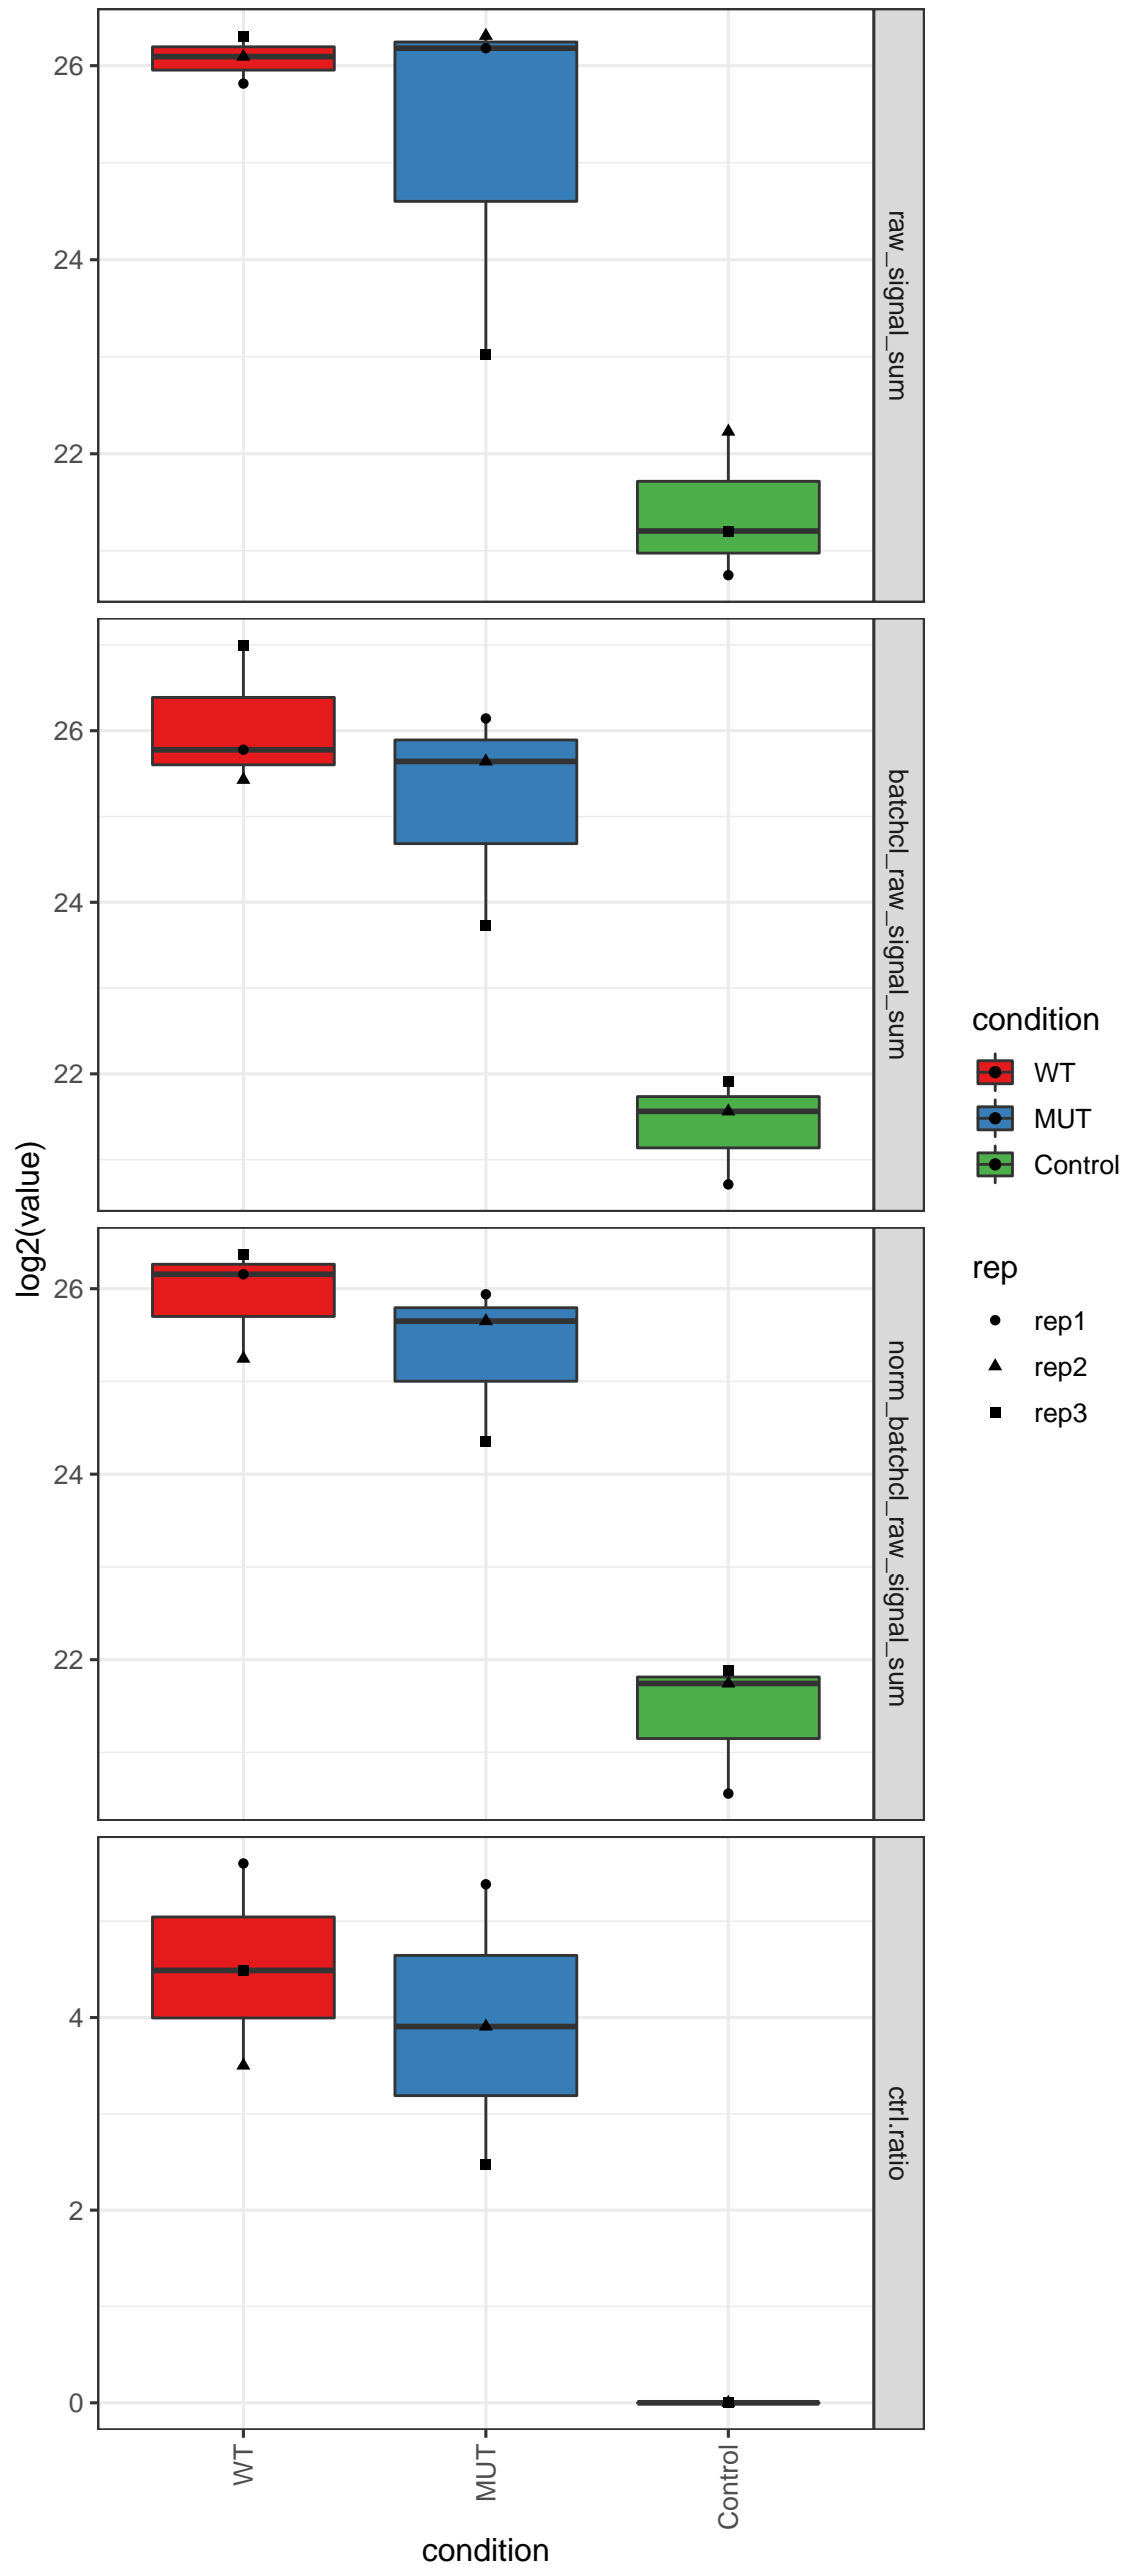 26
24
22
raw_signal_sum
26
24
22
batchcl_raw_signal_sum
26
24
22
norm_batchcl_raw_signal_sum
4
2
0
ctrl.ratio
log2(value)
WT
MUT
Control
condition
condition
WT
MUT
Control
rep
rep1
rep2
rep3